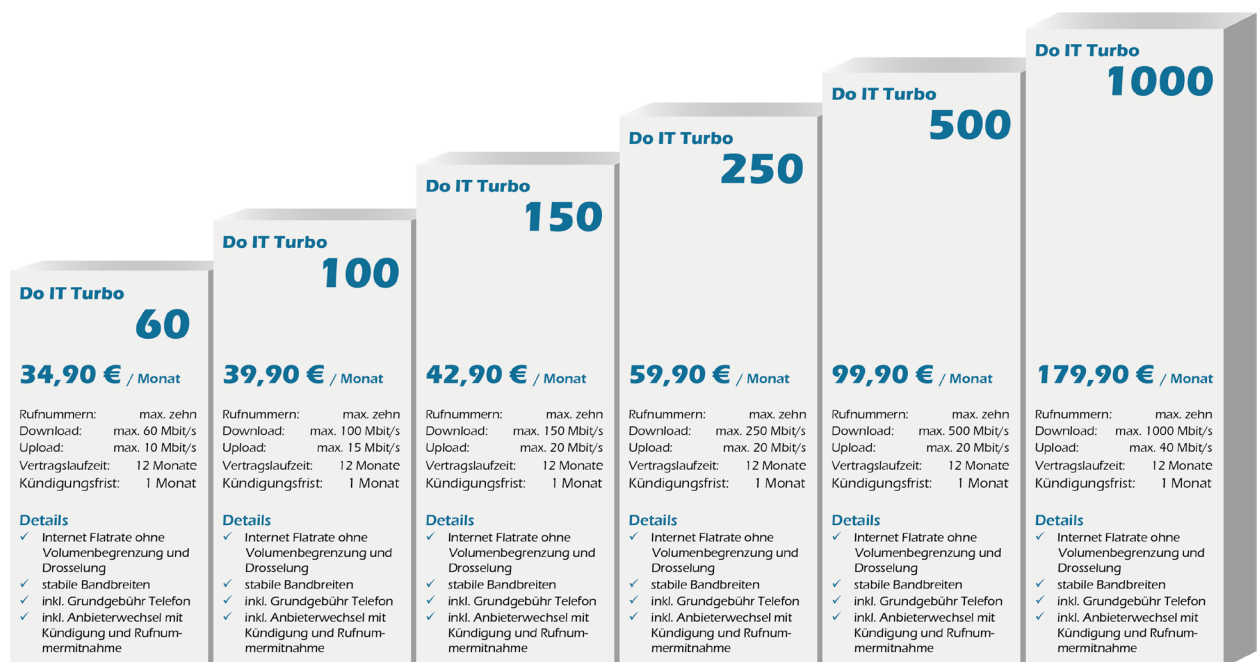 Do IT Turbo
60
34,90 € / Monat
Rufnummern: max. zehn
Download: max. 60 Mbit/s
Upload: max. 10 Mbit/s
Vertragslaufzeit: 12 Monate
Kündigungsfrist: 1 Monat
Details
✓ Internet Flatrate ohne
Volumenbegrenzung und
Drosselung
✓ stabile Bandbreiten
✓ inkl. Grundgebühr Telefon
✓ inkl. Anbieterwechsel mit
Kündigung und Rufnum-
mermitnahme
Do IT Turbo
100
39,90 € / Monat
Rufnummern: max. zehn
Download: max. 100 Mbit/s
Upload: max. 15 Mbit/s
Vertragslaufzeit: 12 Monate
Kündigungsfrist: 1 Monat
Details
✓ Internet Flatrate ohne
Volumenbegrenzung und
Drosselung
✓ stabile Bandbreiten
✓ inkl. Grundgebühr Telefon
✓ inkl. Anbieterwechsel mit
Kündigung und Rufnum-
mermitnahme
Do IT Turbo
150
42,90 € / Monat
Rufnummern: max. zehn
Download: max. 150 Mbit/s
Upload: max. 20 Mbit/s
Vertragslaufzeit: 12 Monate
Kündigungsfrist: 1 Monat
Details
✓ Internet Flatrate ohne
Volumenbegrenzung und
Drosselung
✓ stabile Bandbreiten
✓ inkl. Grundgebühr Telefon
✓ inkl. Anbieterwechsel mit
Kündigung und Rufnum-
mermitnahme
Do IT Turbo
250
59,90 € / Monat
Rufnummern: max. zehn
Download: max. 250 Mbit/s
Upload: max. 20 Mbit/s
Vertragslaufzeit: 12 Monate
Kündigungsfrist: 1 Monat
Details
✓ Internet Flatrate ohne
Volumenbegrenzung und
Drosselung
✓ stabile Bandbreiten
✓ inkl. Grundgebühr Telefon
✓ inkl. Anbieterwechsel mit
Kündigung und Rufnum-
mermitnahme
Do IT Turbo
500
99,90 € / Monat
Rufnummern: max. zehn
Download: max. 500 Mbit/s
Upload: max. 20 Mbit/s
Vertragslaufzeit: 12 Monate
Kündigungsfrist: 1 Monat
Details
✓ Internet Flatrate ohne
Volumenbegrenzung und
Drosselung
✓ stabile Bandbreiten
✓ inkl. Grundgebühr Telefon
✓ inkl. Anbieterwechsel mit
Kündigung und Rufnum-
mermitnahme
Do IT Turbo
1000
179,90 € / Monat
Rufnummern: max. zehn
Download: max. 1000 Mbit/s
Upload: max. 40 Mbit/s
Vertragslaufzeit: 12 Monate
Kündigungsfrist: 1 Monat
Details
✓ Internet Flatrate ohne
Volumenbegrenzung und
Drosselung
✓ stabile Bandbreiten
✓ inkl. Grundgebühr Telefon
✓ inkl. Anbieterwechsel mit
Kündigung und Rufnum-
mermitnahme